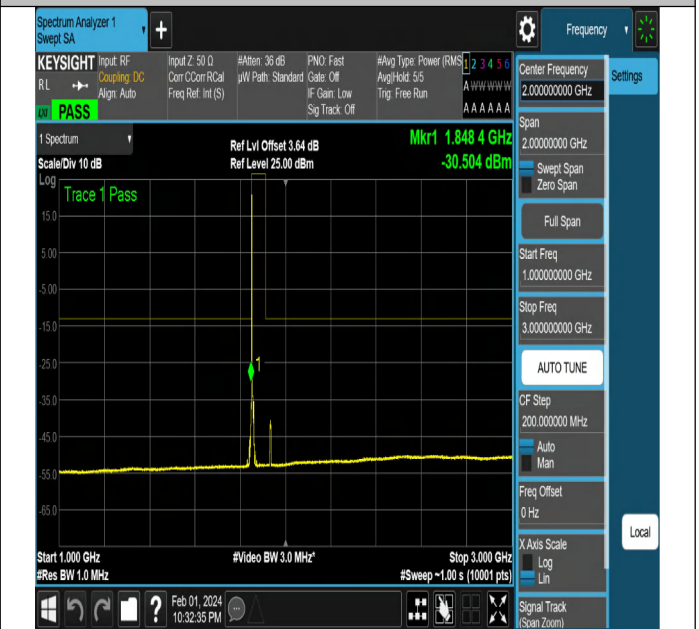 Spectrum Analyzer 1
Swept SA
+
Frequency
KEYSIGHT
RL
PASS
Input: RF
Coupling: DC
Align: Auto
Input Z: 50 Ω
Corr CCorr RCal
Freq Ref: Int (S)
#Atten: 36 dB
µW Path: Standard
PNO: Fast
Gate: Off
IF Gain: Low
Sig Track: Off
#Avg Type: Power (RMS
Avg|Hold: 5/5
Trig: Free Run
1 2 3 4 5 6
A W W W W W
A A A A A A
1 Spectrum
Scale/Div 10 dB
Ref Lvl Offset 3.64 dB
Ref Level 25.00 dBm
Mkr1 1.848 4 GHz
-30.504 dBm
Log
Trace 1 Pass
15.0
5.00
-5.00
-15.0
-25.0
-35.0
-45.0
-55.0
-65.0
1
Start 1.000 GHz
#Res BW 1.0 MHz
#Video BW 3.0 MHz*
Stop 3.000 GHz
#Sweep ~1.00 s (10001 pts)
?
Feb 01, 2024
10:32:35 PM
Center Frequency
2.000000000 GHz
Settings
Span
2.00000000 GHz
Swept Span
Zero Span
Full Span
Start Freq
1.000000000 GHz
Stop Freq
3.000000000 GHz
AUTO TUNE
CF Step
200.000000 MHz
Auto
Man
Freq Offset
0 Hz
Local
X Axis Scale
Log
Lin
Signal Track
(Span Zoom)